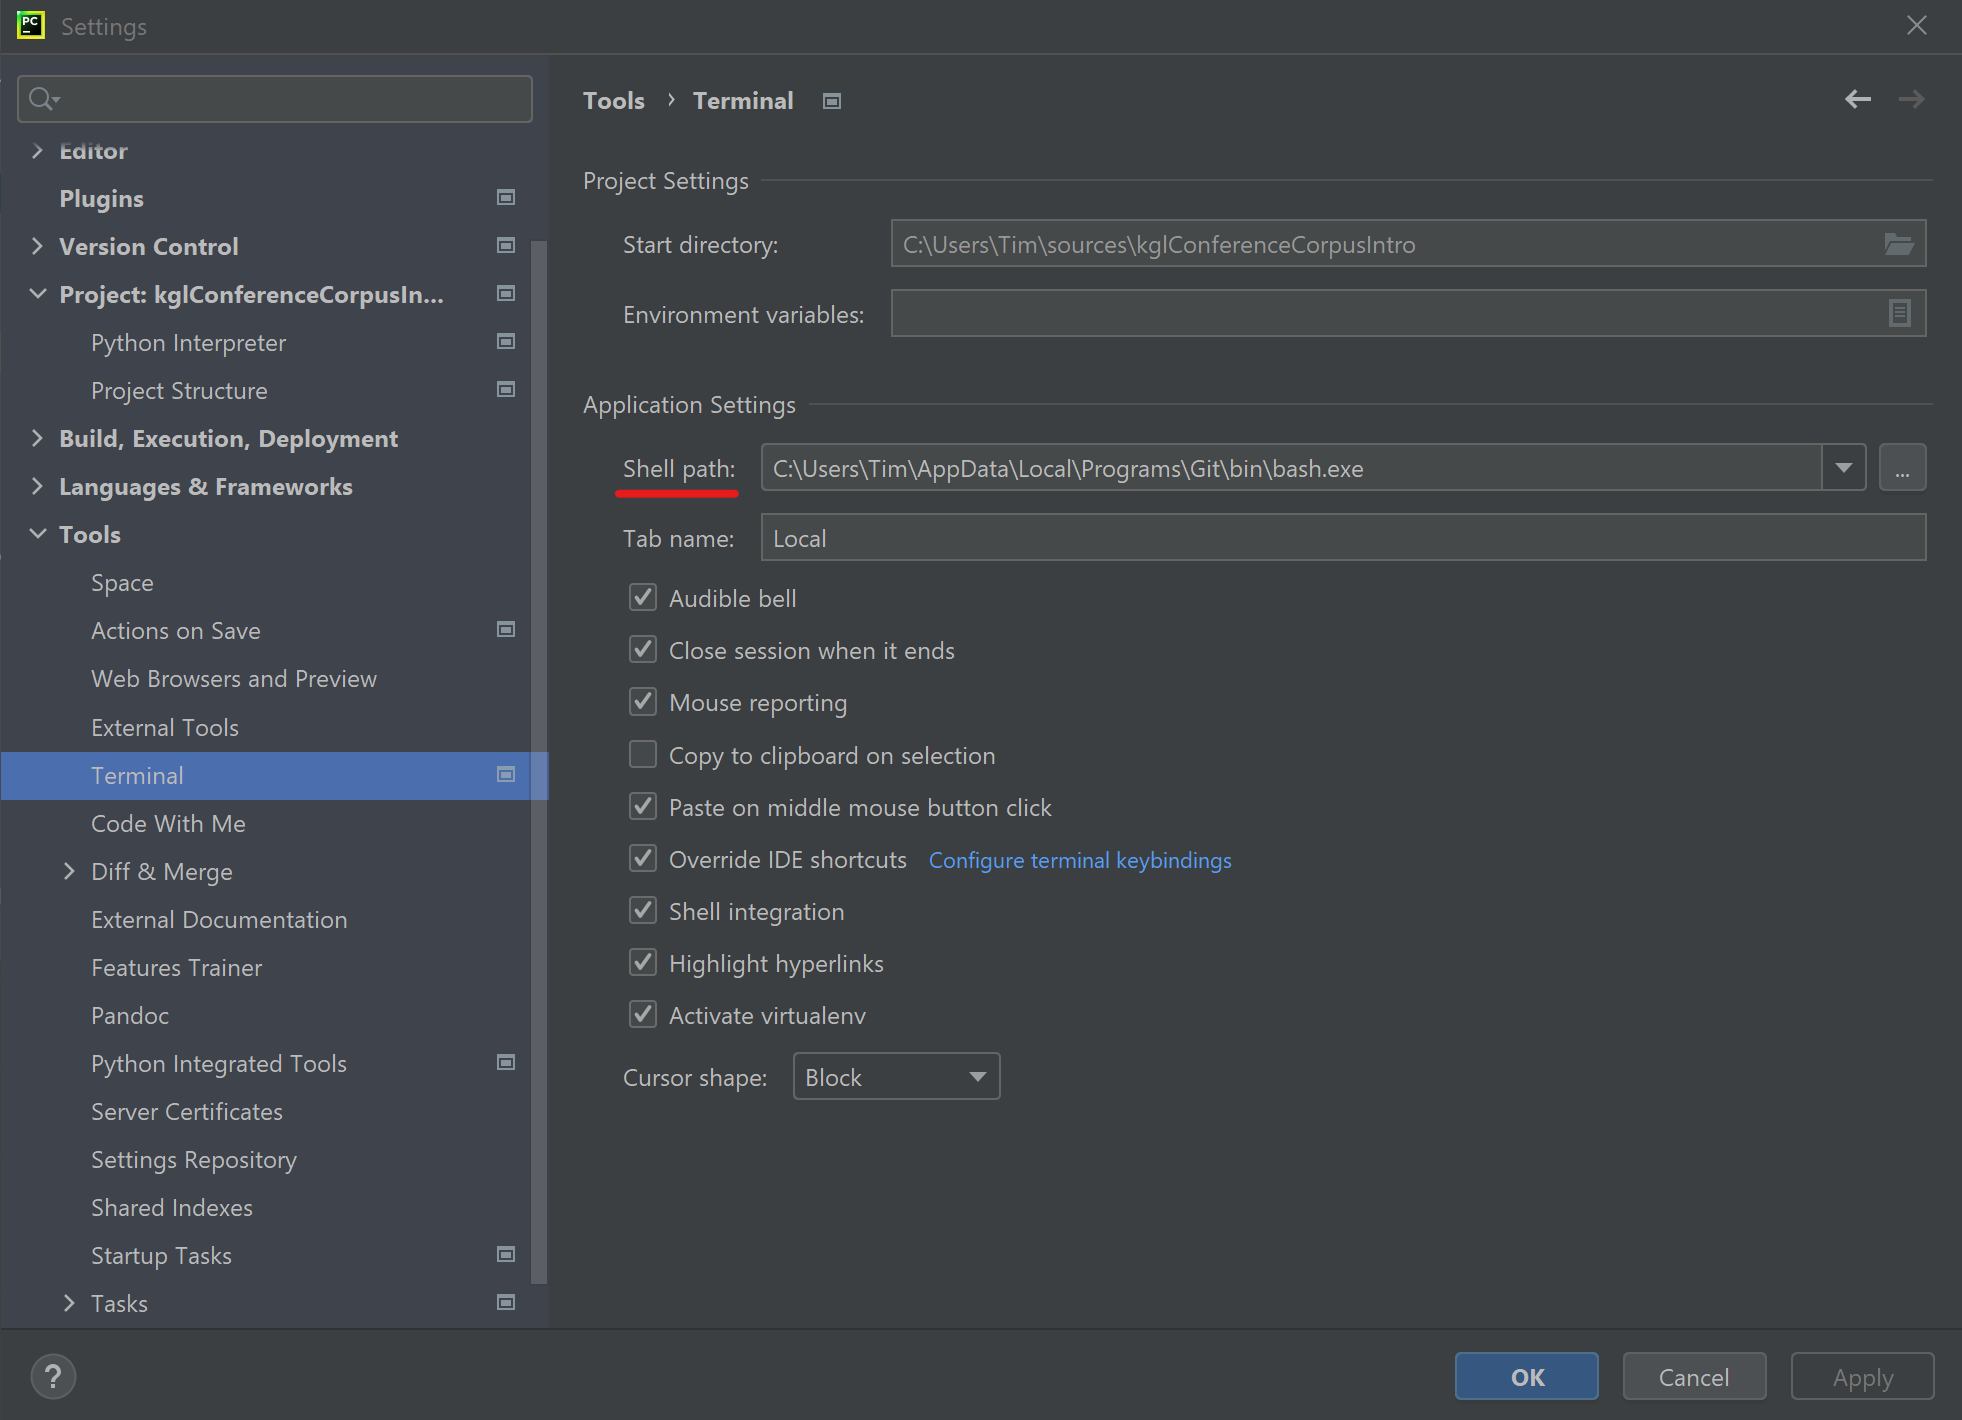 PC
Settings
Editor
Plugins
Version Control
Project: kglConferenceCorpusIn...
Python Interpreter
Project Structure
Build, Execution, Deployment
Languages & Frameworks
Tools
Space
Actions on Save
Web Browsers and Preview
External Tools
Terminal
Code With Me
Diff & Merge
External Documentation
Features Trainer
Pandoc
Python Integrated Tools
Server Certificates
Settings Repository
Shared Indexes
Startup Tasks
Tasks
Tools › Terminal
Project Settings
Start directory: C:\Users\Tim\sources\kglConferenceCorpusIntro
Environment variables:
Application Settings
Shell path: C:\Users\Tim\AppData\Local\Programs\Git\bin\bash.exe ...
Tab name: Local
Audible bell
Close session when it ends
Mouse reporting
Copy to clipboard on selection
Paste on middle mouse button click
Override IDE shortcuts Configure terminal keybindings
Shell integration
Highlight hyperlinks
Activate virtualenv
Cursor shape: Block
? OK Cancel Apply